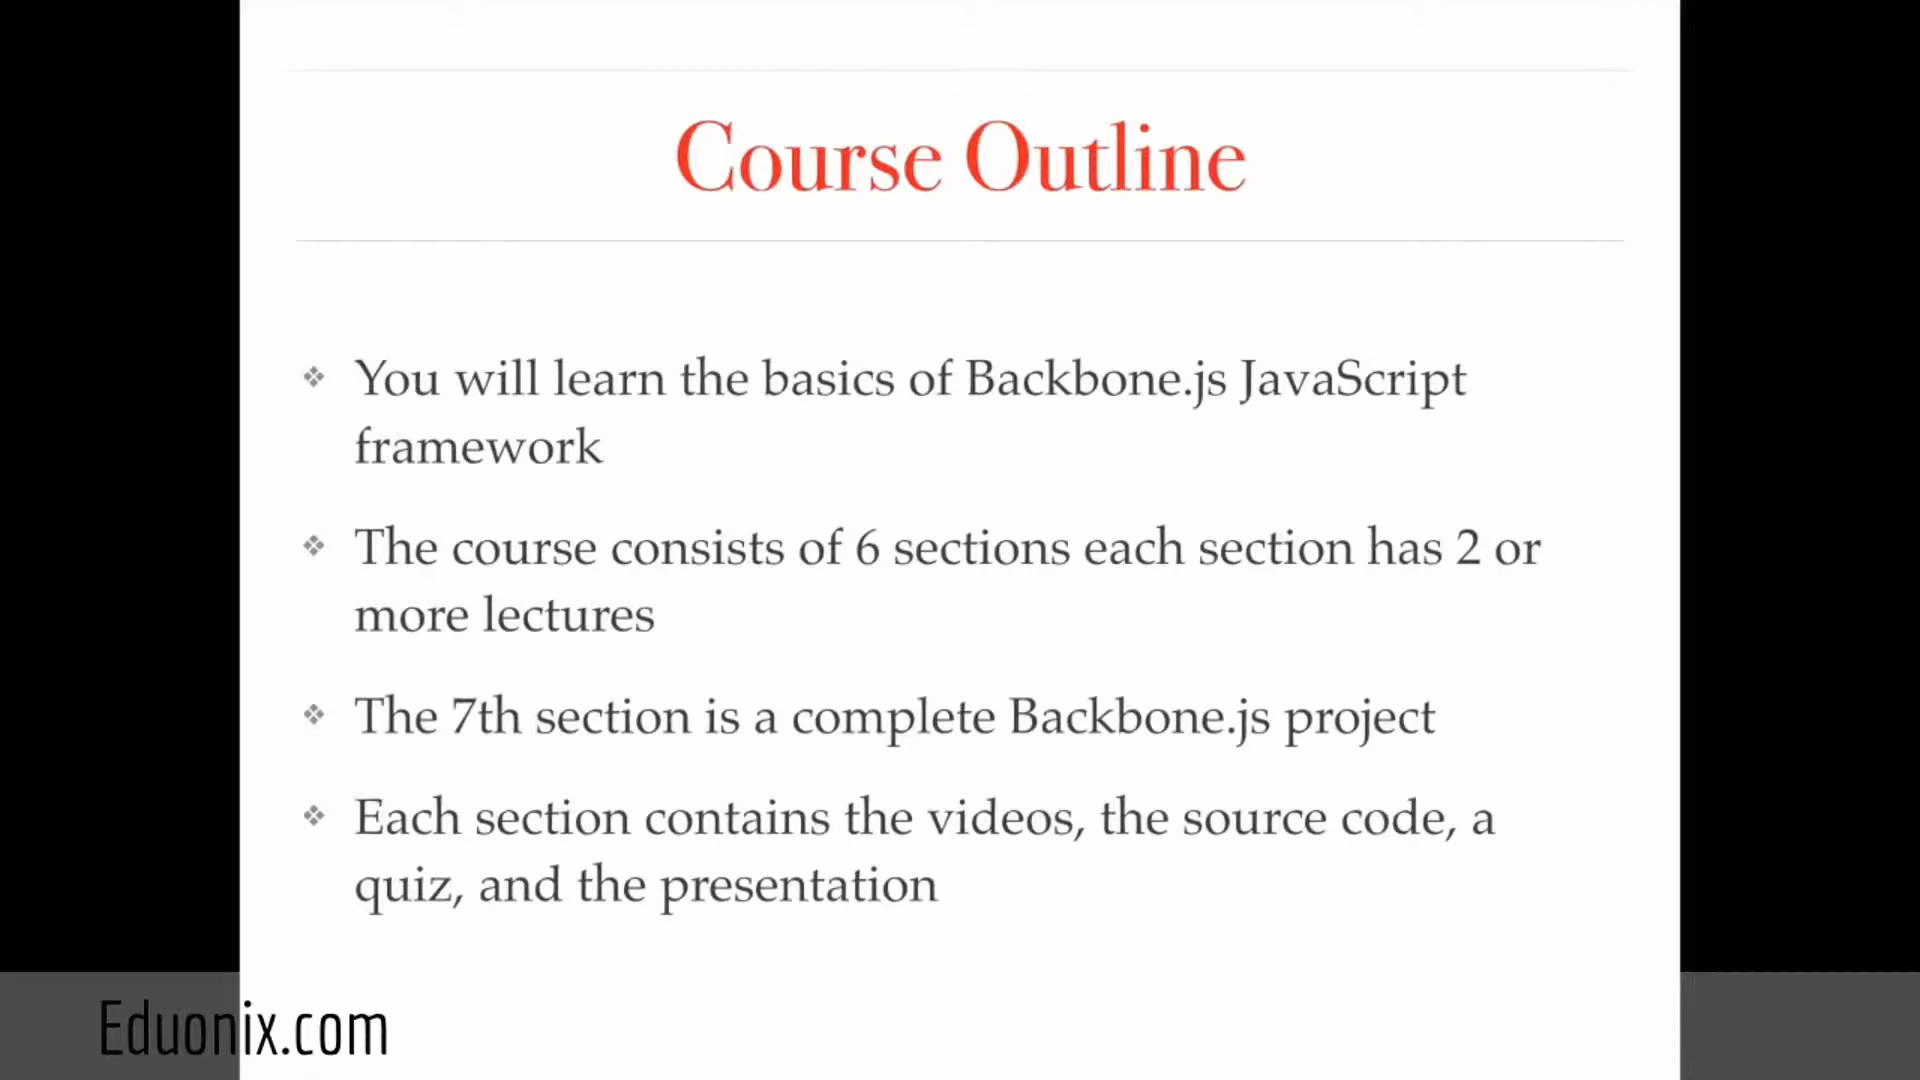 Course Outline
You will learn the basics of Backbone.js JavaScript
framework
The course consists of 6 sections each section has 2 or
more lectures
The 7th section is a complete Backbone.js project
Each section contains the videos, the source code, a
quiz, and the presentation
Eduonix.com